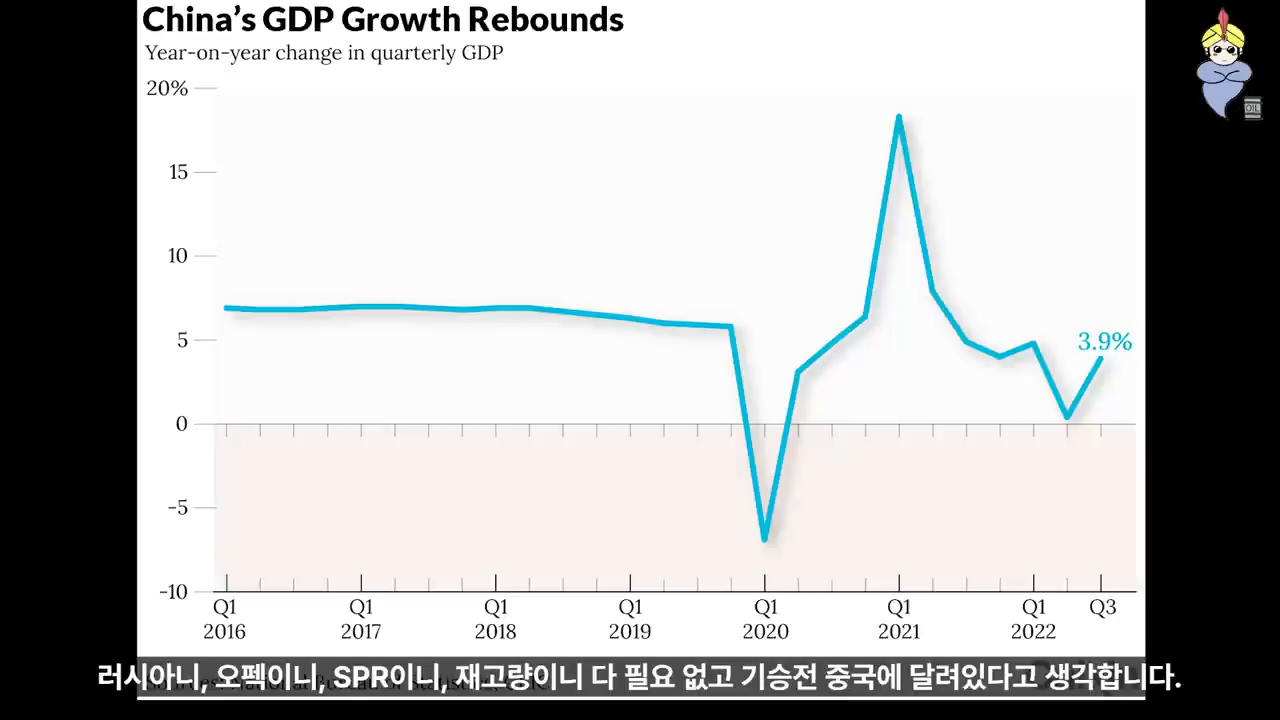 China's GDP Growth Rebounds
Year-on-year change in quarterly GDP
20%
15
10
5
0
-5
-10
3.9%
Q1 Q1 Q1 Q1 Q1 Q1 Q1 Q3
2016 2017 2018 2019 2020 2021 2022
OIL
러시아니, 오펙이니, SPR이니, 재고량이니 다 필요 없고 기승전 중국에 달려있다고 생각합니다.